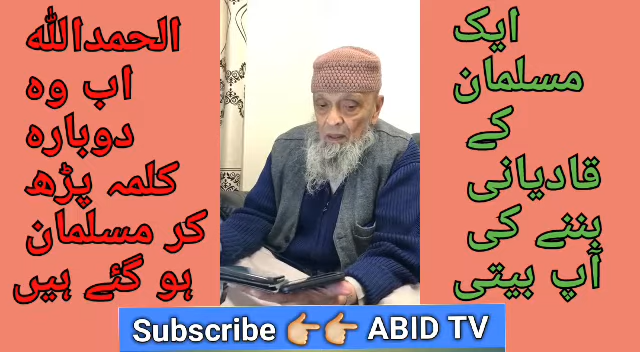 ایک
مسلمان
کے
قادیانی
بننے کی
آپ بیتی
الحمداللہ
اب وہ
دوبارہ
کلمہ پڑھ
کر مسلمان
ہو گئے ہیں
Subscribe 👉🏼👉🏼 ABID TV